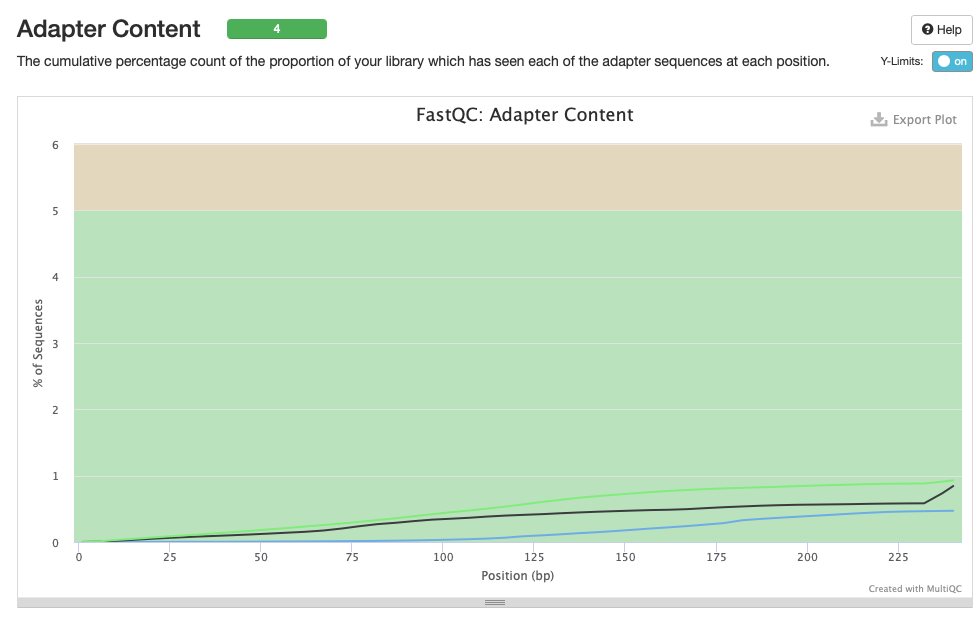 Adapter Content 4 Help
The cumulative percentage count of the proportion of your library which has seen each of the adapter sequences at each position. Y-Limits: on
FastQC: Adapter Content
Export Plot
6
5
4
3
2
1
0
% of Sequences
0 25 50 75 100 125 150 175 200 225
Position (bp)
Created with MultiQC